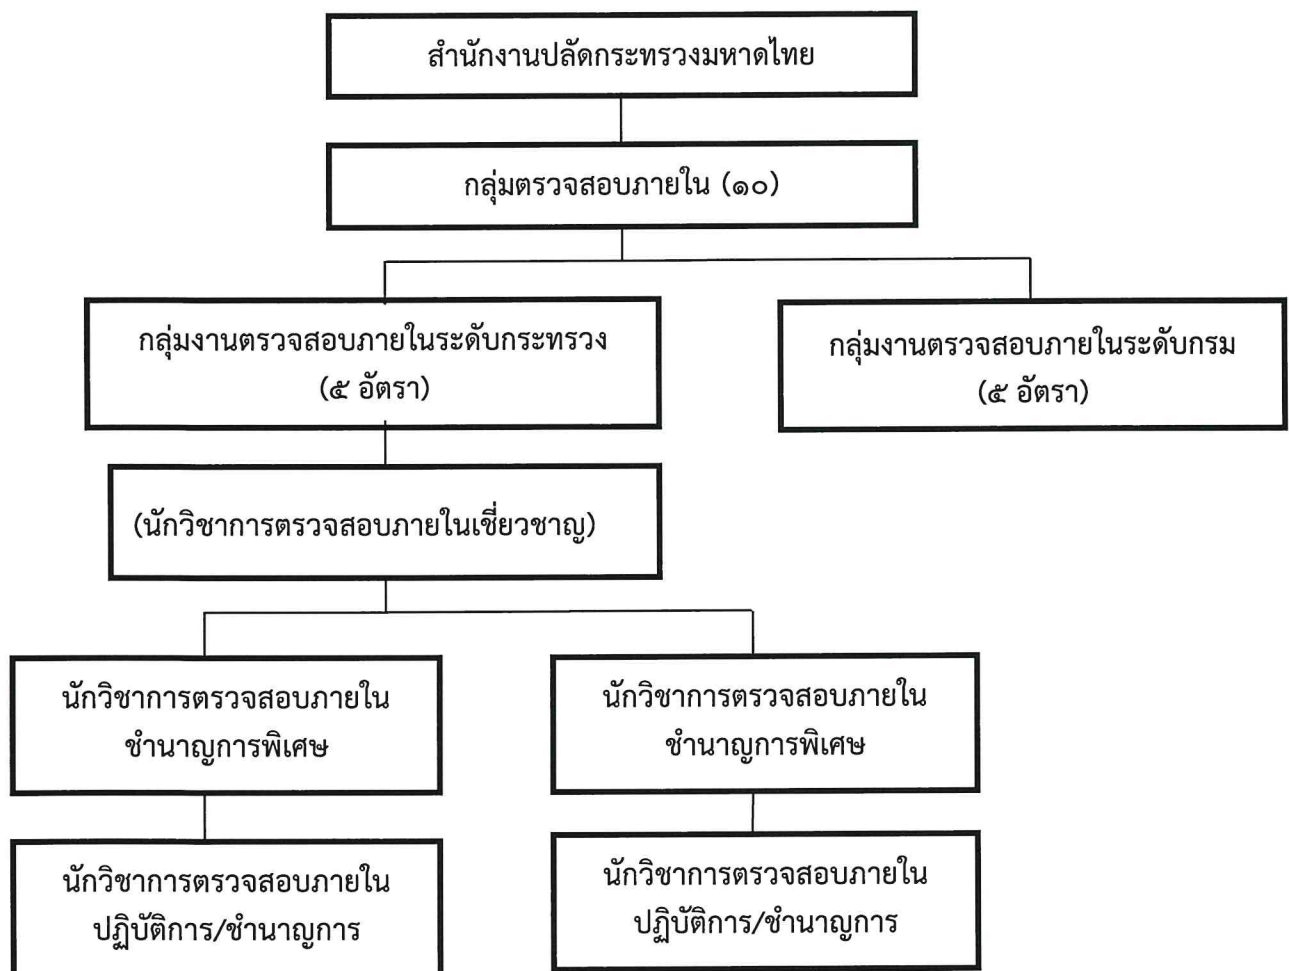 สำนักงานปลัดกระทรวงมหาดไทย
กลุ่มตรวจสอบภายใน (๑๐)
กลุ่มงานตรวจสอบภายในระดับกระทรวง
(๕ อัตรา)
กลุ่มงานตรวจสอบภายในระดับกรม
(๕ อัตรา)
(นักวิชาการตรวจสอบภายในเชี่ยวชาญ)
นักวิชาการตรวจสอบภายใน
ชำนาญการพิเศษ
นักวิชาการตรวจสอบภายใน
ชำนาญการพิเศษ
นักวิชาการตรวจสอบภายใน
ปฏิบัติการ/ชำนาญการ
นักวิชาการตรวจสอบภายใน
ปฏิบัติการ/ชำนาญการ